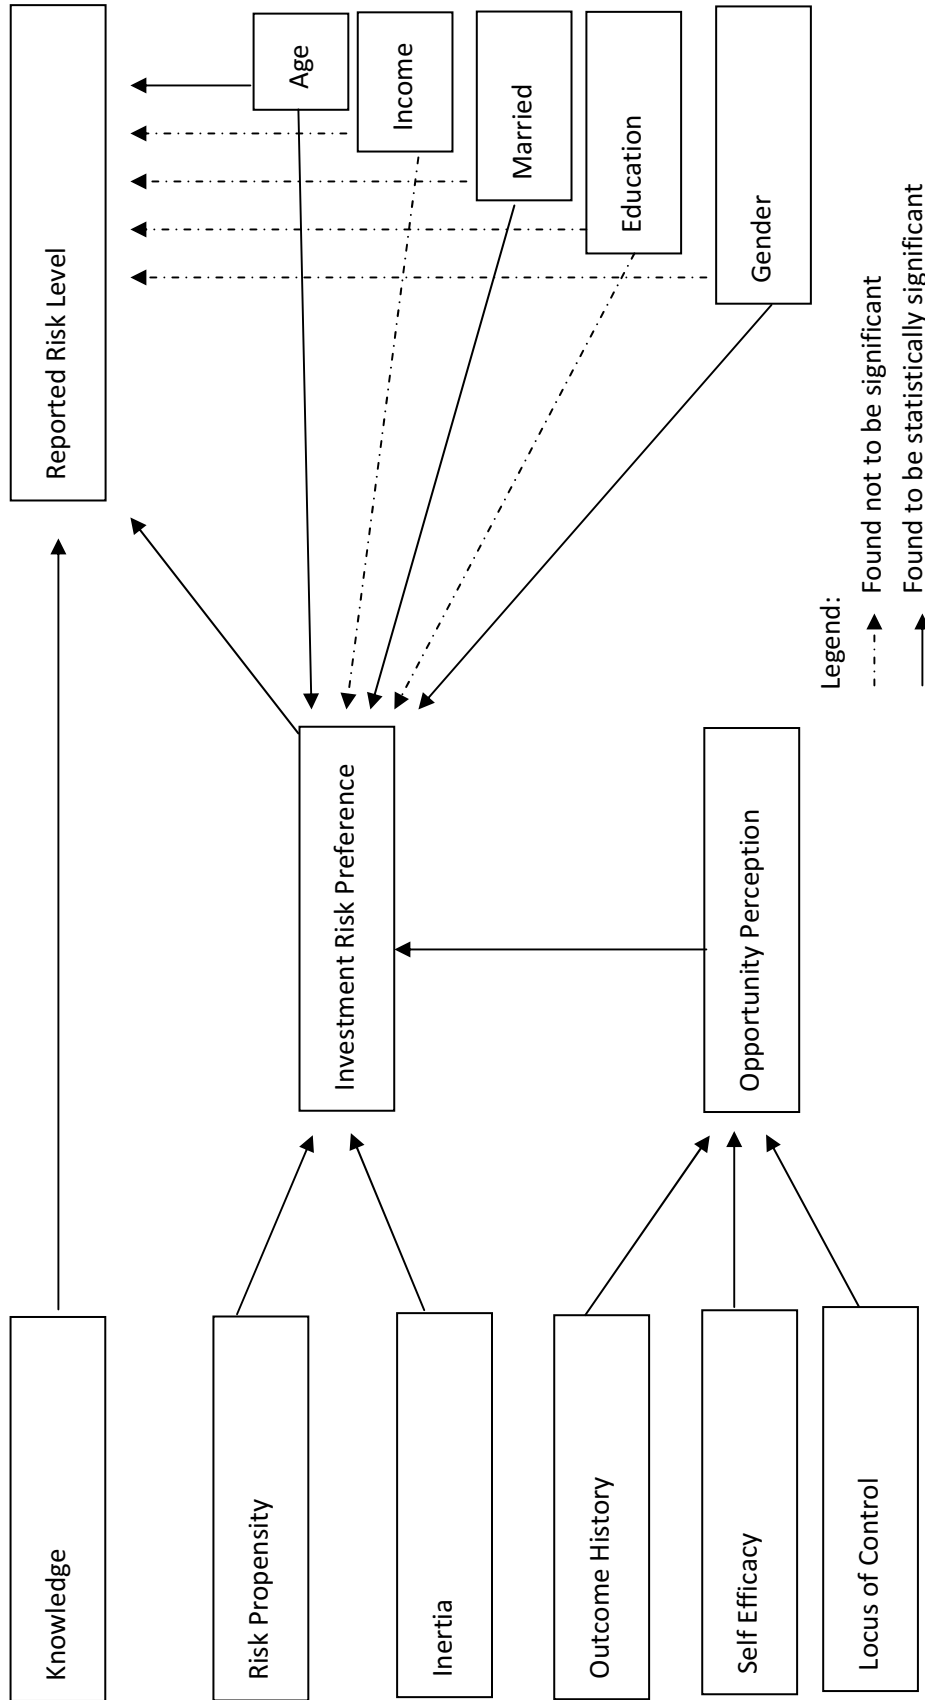 Knowledge
Reported Risk Level
Risk Propensity
Investment Risk Preference
Age
Inertia
Income
Married
Outcome History
Education
Self Efficacy
Opportunity Perception
Gender
Locus of Control
Legend:
Found not to be significant
Found to be statistically significant